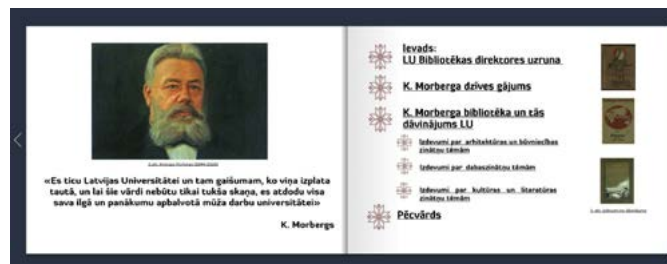 «Es ticu Latvijas Universitātei un tam gaišumam, ko viņa izplata
tautā, un lai šie vārdi nebūtu tikai tukša skaņa, es atdodu visa
sava ilgā un panākumu apbalvotā mūža darbu universitātei»
K. Morbergs
Ievads:
LU Bibliotēkas direktores uzruna
K. Morberga dzīves gājums
K. Morberga bibliotēka un tās
dāvinājums LU
Izdevumi par arhitektūras un būvniecības
zinātņu tēmām
Izdevumi par dabaszinātņu tēmām
Izdevumi par kultūras un literatūras
zinātņu tēmām
Pēcvārds